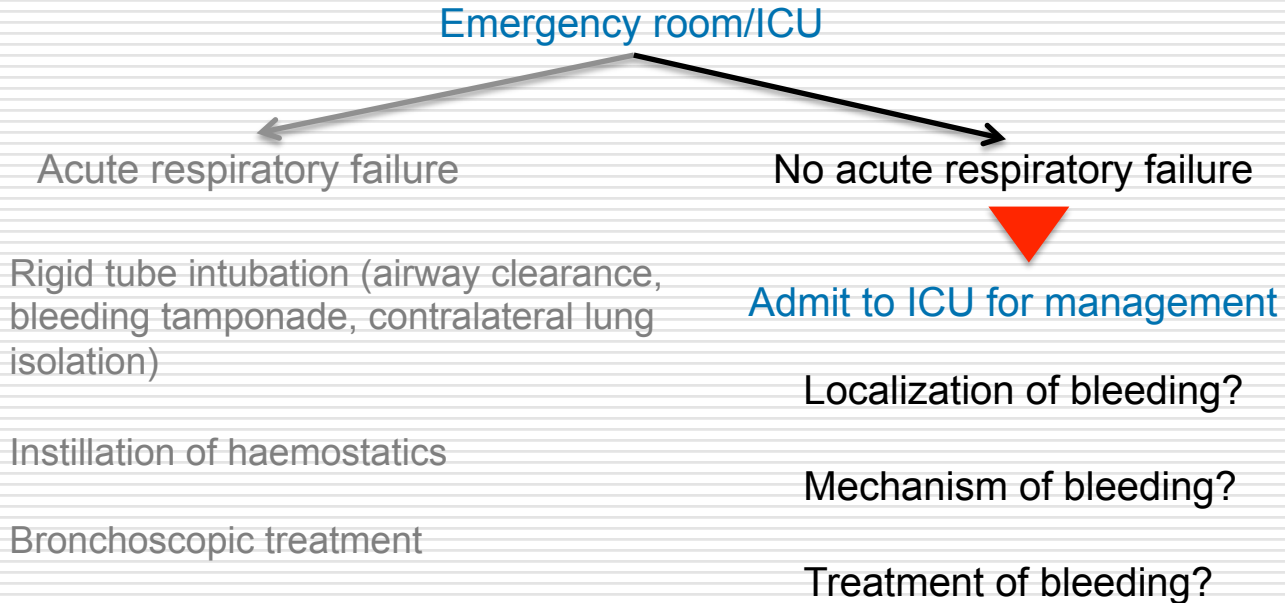 Emergency room/ICU
Acute respiratory failure
No acute respiratory failure
Rigid tube intubation (airway clearance,
bleeding tamponade, contralateral lung
isolation)
Instillation of haemostatics
Bronchoscopic treatment
Admit to ICU for management
Localization of bleeding?
Mechanism of bleeding?
Treatment of bleeding?